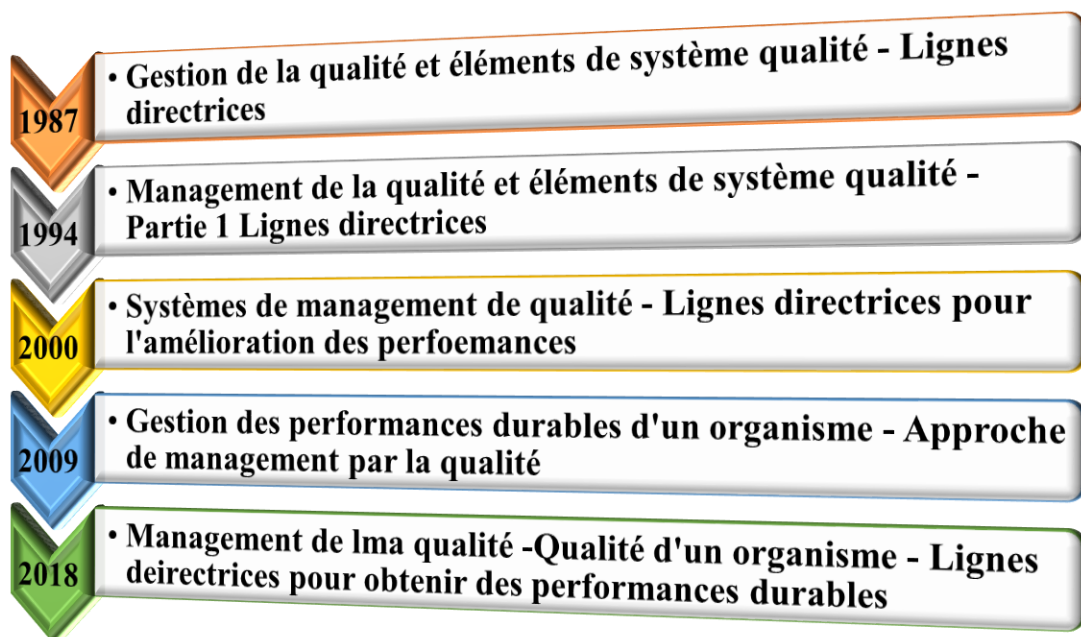 1987
• Gestion de la qualité et éléments de système qualité - Lignes
directrices
1994
• Management de la qualité et éléments de système qualité -
Partie 1 Lignes directrices
2000
• Systèmes de management de qualité - Lignes directrices pour
l'amélioration des perfoemances
2009
• Gestion des performances durables d'un organisme - Approche
de management par la qualité
2018
• Management de lma qualité -Qualité d'un organisme - Lignes
deirectrices pour obtenir des performances durables